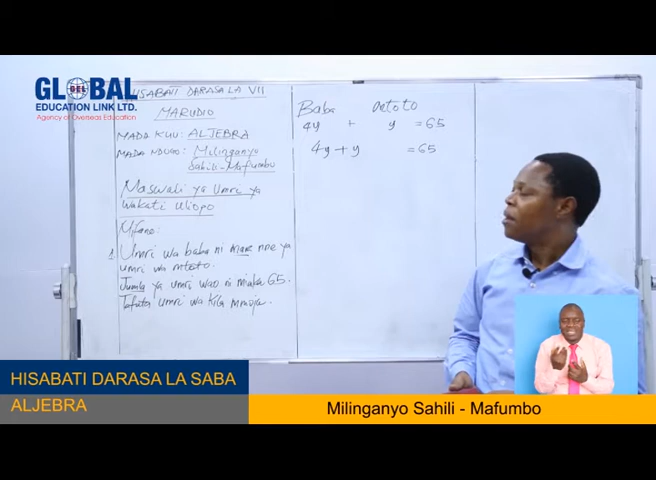 GLOBAL
GEL
EDUCATION LINK LTD.
Agency of Overseas Education
HISABATI DARASA LA VII
MARUDIO
MADA KUU: ALJEBRA
MADA NDOGO: Milinganyo
Sahili - Mafumbo
Maswali ya Umri ya
Wakati Uliopo
Mfano:
1. Umri wa baba ni mara nne ya
umri wa mtoto.
Jumla ya umri wao ni miaka 65.
Tafuta umri wa kila mmoja.
Baba Mtoto
4y + y = 65
4y + y = 65
HISABATI DARASA LA SABA
ALJEBRA
Milinganyo Sahili - Mafumbo